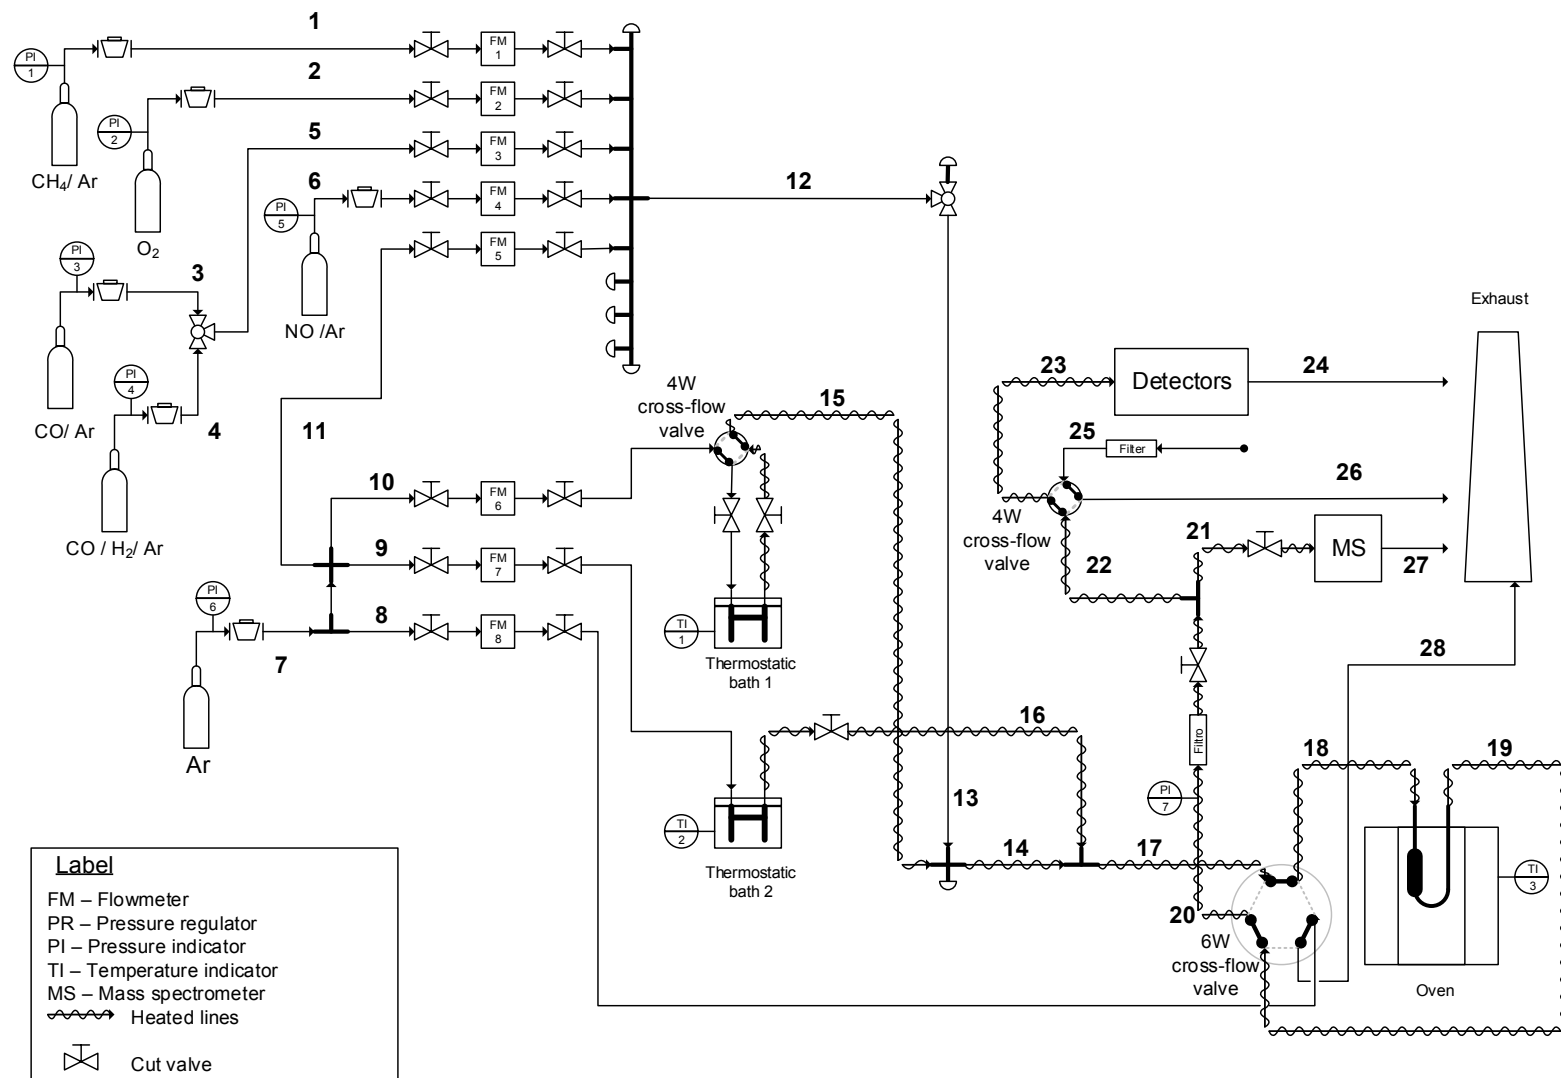 1
PI
1
FM
1
CH4/ Ar
2
PI
2
FM
2
O2
5
FM
3
6
PI
5
FM
4
NO /Ar
FM
5
12
PI
3
3
CO/ Ar
PI
4
4
CO / H2/ Ar
11
10
FM
6
9
FM
7
PI
6
8
FM
8
7
Ar
4W
cross-flow
valve
15
TI
1
Thermostatic
bath 1
16
TI
2
Thermostatic
bath 2
13
14
17
Exhaust
23
Detectors
24
25
Filter
26
4W
cross-flow
valve
21
MS
27
22
28
Filtro
PI
7
18
19
20
6W
cross-flow
valve
TI
3
Oven
Label
FM – Flowmeter
PR – Pressure regulator
PI – Pressure indicator
TI – Temperature indicator
MS – Mass spectrometer
Heated lines
Cut valve